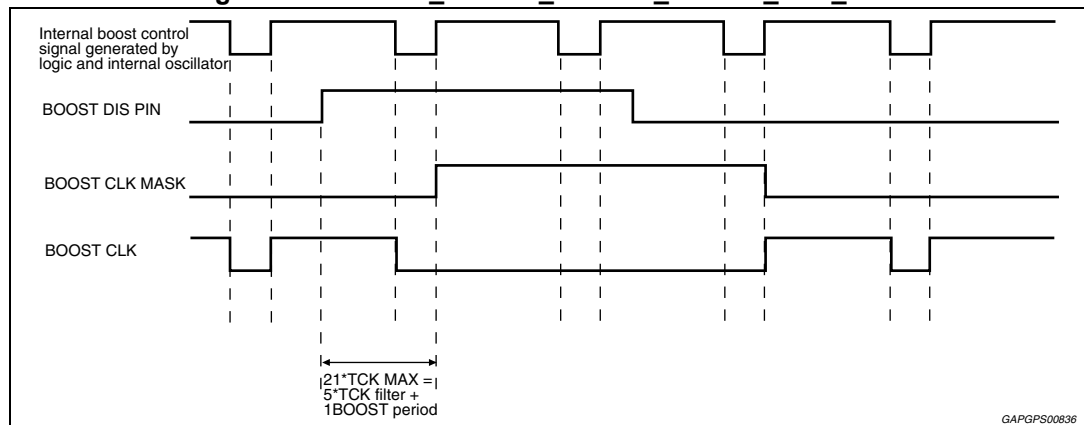 Internal boost control
signal generated by
logic and internal oscillator
BOOST DIS PIN
BOOST CLK MASK
BOOST CLK
21*TCK MAX =
5*TCK filter +
1BOOST period
GAPGPS00836